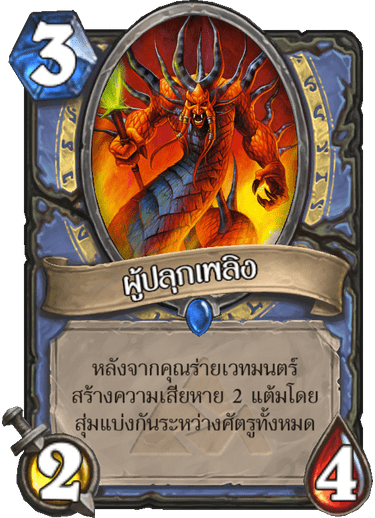 3
ผู้ปลุกเพลิง
หลังจากคุณร่ายเวทมนตร์
สร้างความเสียหาย 2 แต้มโดย
สุ่มแบ่งกันระหว่างศัตรูทั้งหมด
2
4